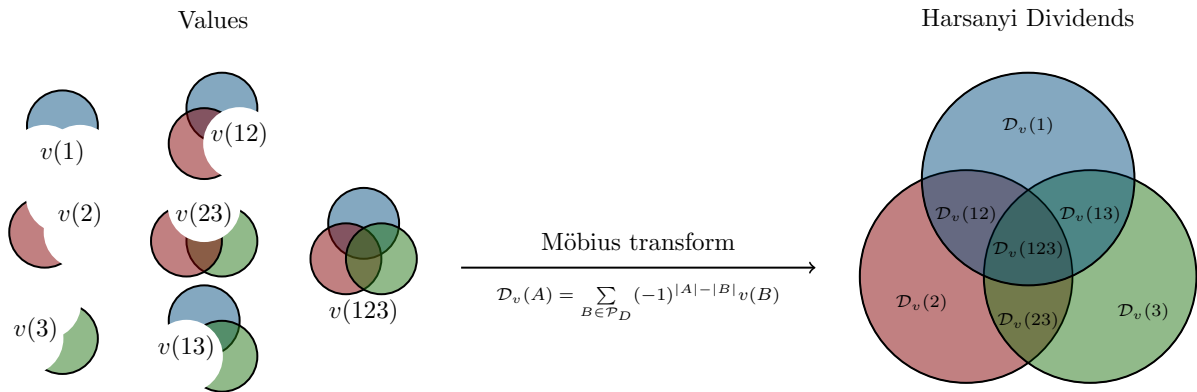 Values
v(1)
v(12)
v(2)
v(23)
v(3)
v(13)
v(123)
Möbius transform
𝒟ᵥ(A) = ∑_{B∈𝒫_D} (-1)^{|A|-|B|} v(B)
Harsanyi Dividends
𝒟ᵥ(1)
𝒟ᵥ(12)
𝒟ᵥ(13)
𝒟ᵥ(123)
𝒟ᵥ(2)
𝒟ᵥ(23)
𝒟ᵥ(3)